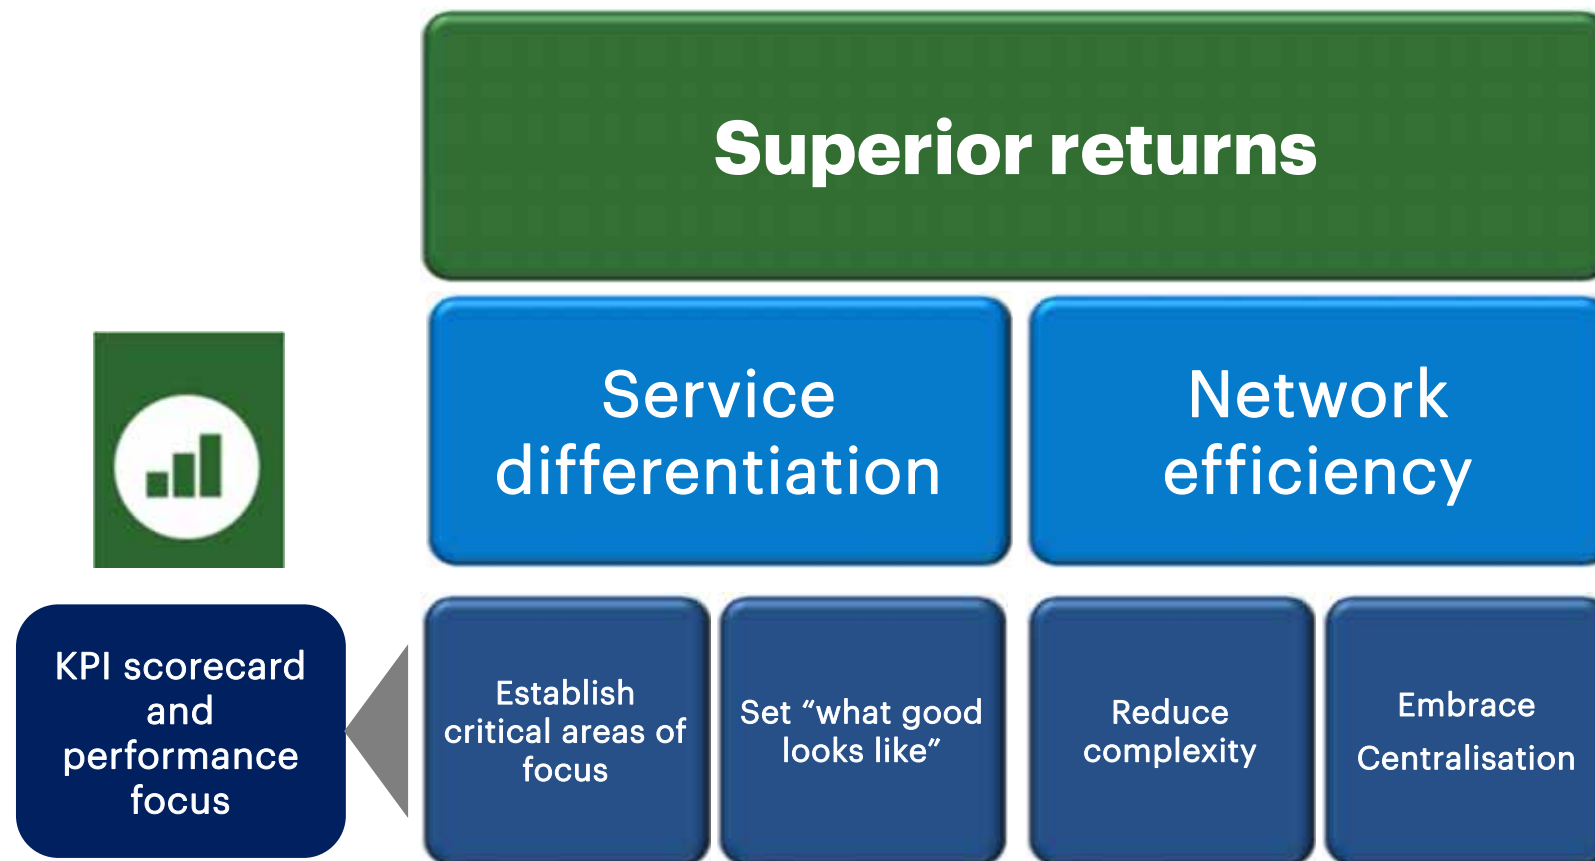 Superior returns
Service
differentiation
Network
efficiency
KPI scorecard
and
performance
focus
Establish
critical areas of
focus
Set “what good
looks like”
Reduce
complexity
Embrace
Centralisation